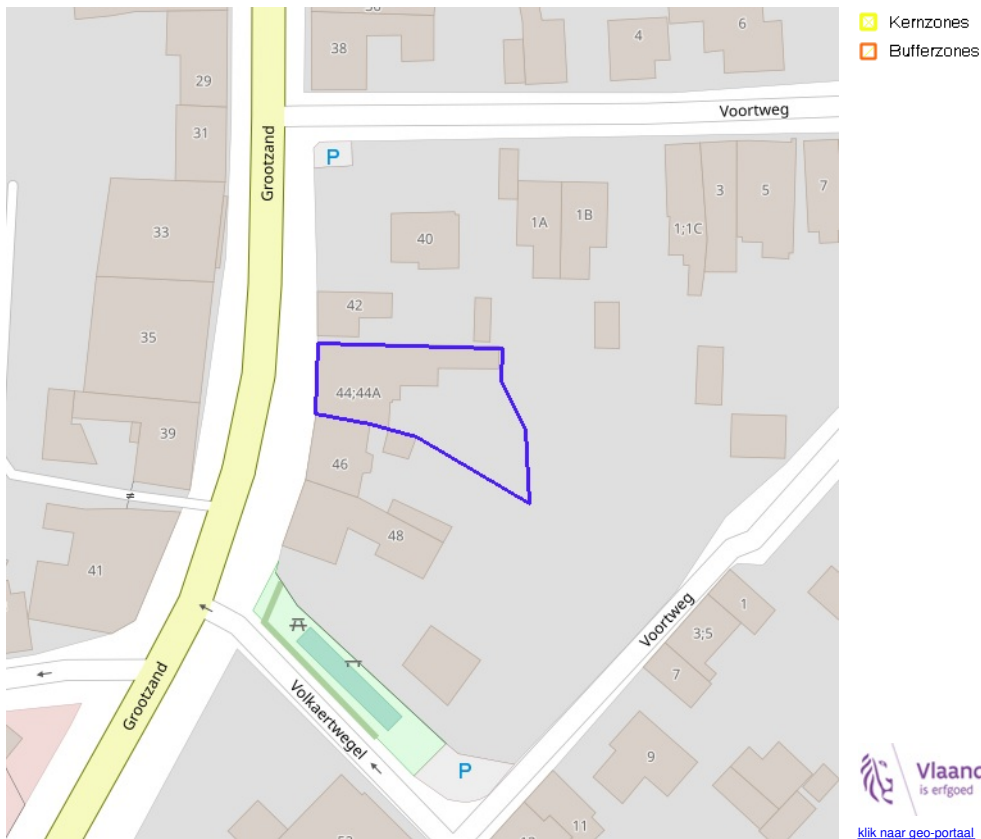 Kernzones
Bufferzones
38
4
6
29
31
Grootzand
Voortweg
P
33
1A
1B
1;1C
3
5
7
40
42
35
44;44A
39
46
48
41
Voortweg
1
3;5
7
Grootzand
Volkaertwegel
P
9
11
Vlaand
is erfgoed
klik naar geo-portaal